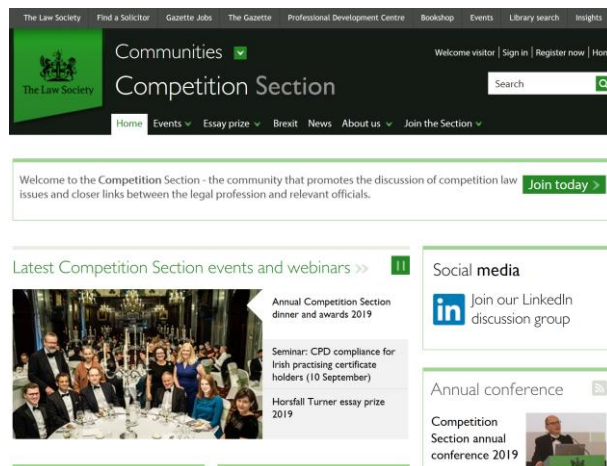 The Law Society Find a Solicitor Gazette Jobs The Gazette Professional Development Centre Bookshop Events Library search Insights
The Law Society
Communities
Welcome visitor | Sign in | Register now |
Competition Section
Search
Home Events Essay prize Brexit News About us Join the Section
Welcome to the Competition Section - the community that promotes the discussion of competition law
issues and closer links between the legal profession and relevant officials.
Join today >
Latest Competition Section events and webinars >>
Annual Competition Section
dinner and awards 2019
Seminar: CPD compliance for
Irish practising certificate
holders (10 September)
Horsfall Turner essay prize
2019
Social media
in
Join our LinkedIn
discussion group
Annual conference
Competition
Section annual
conference 2019